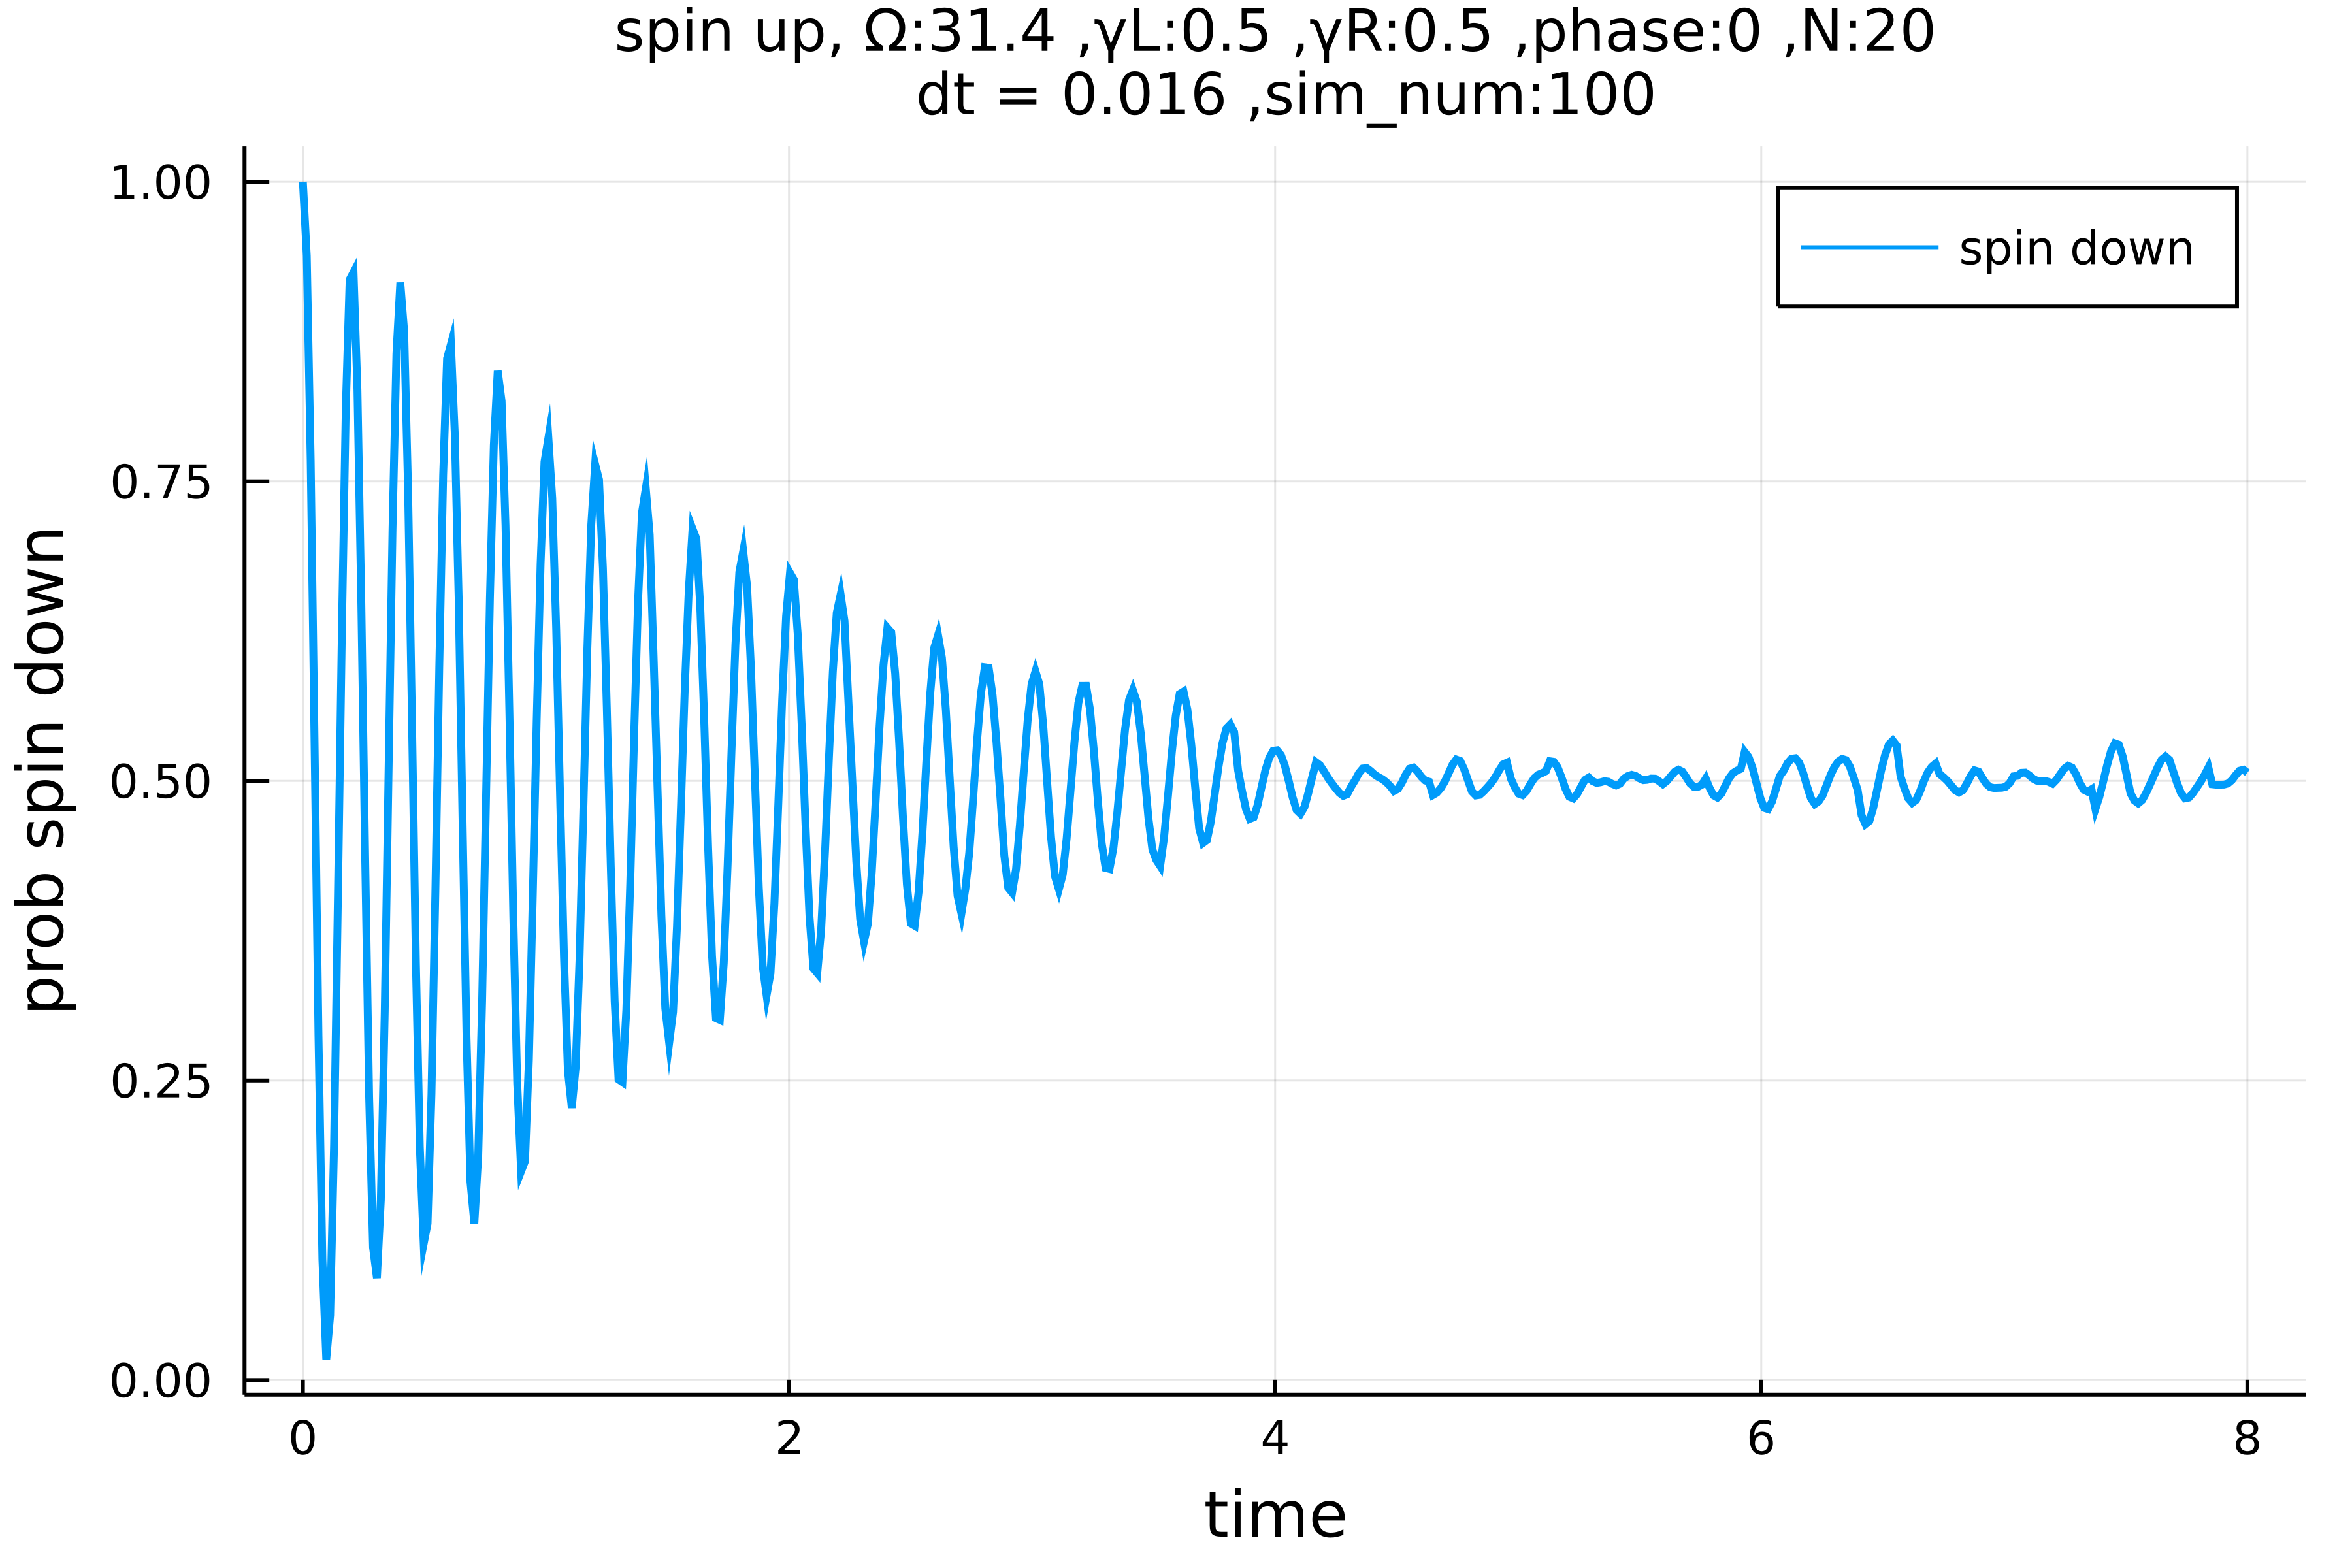 spin up, Ω:31.4 ,γL:0.5 ,γR:0.5 ,phase:0 ,N:20
dt = 0.016 ,sim_num:100
1.00
0.75
0.50
0.25
0.00
prob spin down
spin down
0
2
4
6
8
time